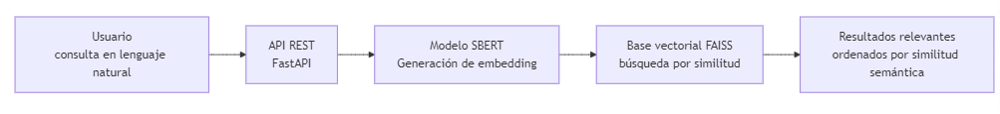 Usuario
consulta en lenguaje
natural
API REST
FastAPI
Modelo SBERT
Generación de embedding
Base vectorial FAISS
búsqueda por similitud
Resultados relevantes
ordenados por similitud
semántica